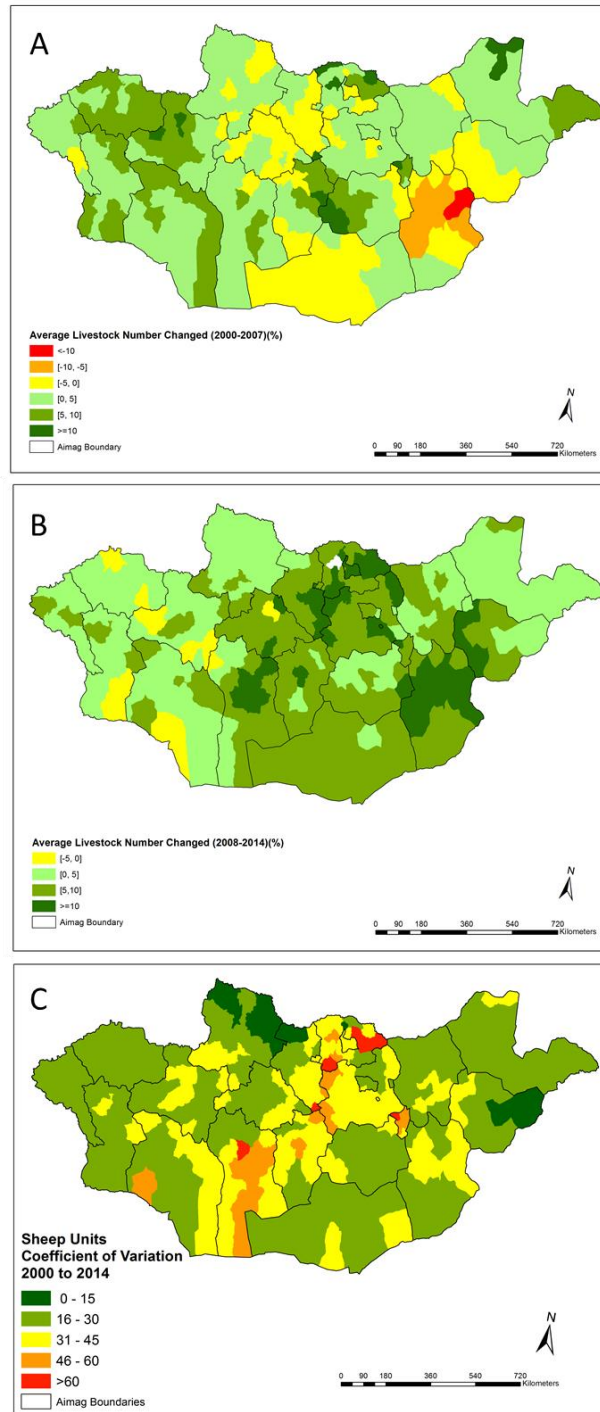 A
Average Livestock Number Changed (2000-2007)(%)
<-10
[-10, -5]
[-5, 0]
[0, 5]
[5, 10]
>=10
Aimag Boundary
N
0 90 180 360 540 720
Kilometers
B
Average Livestock Number Changed (2008-2014)(%)
[-5, 0]
[0, 5]
[5,10]
>=10
Aimag Boundary
N
0 90 180 360 540 720
Kilometers
C
Sheep Units
Coefficient of Variation
2000 to 2014
0 - 15
16 - 30
31 - 45
46 - 60
>60
Aimag Boundaries
N
0 90 180 360 540 720
Kilometers